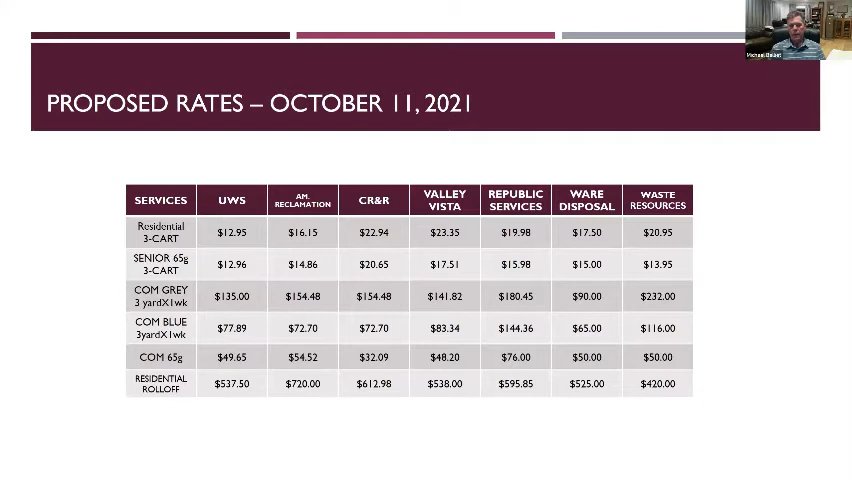 Michael Balliet
PROPOSED RATES – OCTOBER 11, 2021
SERVICES UWS AM. RECLAMATION CR&R VALLEY VISTA REPUBLIC SERVICES WARE DISPOSAL WASTE RESOURCES
Residential 3-CART $12.95 $16.15 $22.94 $23.35 $19.98 $17.50 $20.95
SENIOR 65g 3-CART $12.96 $14.86 $20.65 $17.51 $15.98 $15.00 $13.95
COM GREY 3 yardX1wk $135.00 $154.48 $154.48 $141.82 $180.45 $90.00 $232.00
COM BLUE 3yardX1wk $77.89 $72.70 $72.70 $83.34 $144.36 $65.00 $116.00
COM 65g $49.65 $54.52 $32.09 $48.20 $76.00 $50.00 $50.00
RESIDENTIAL ROLLOFF $537.50 $720.00 $612.98 $538.00 $595.85 $525.00 $420.00